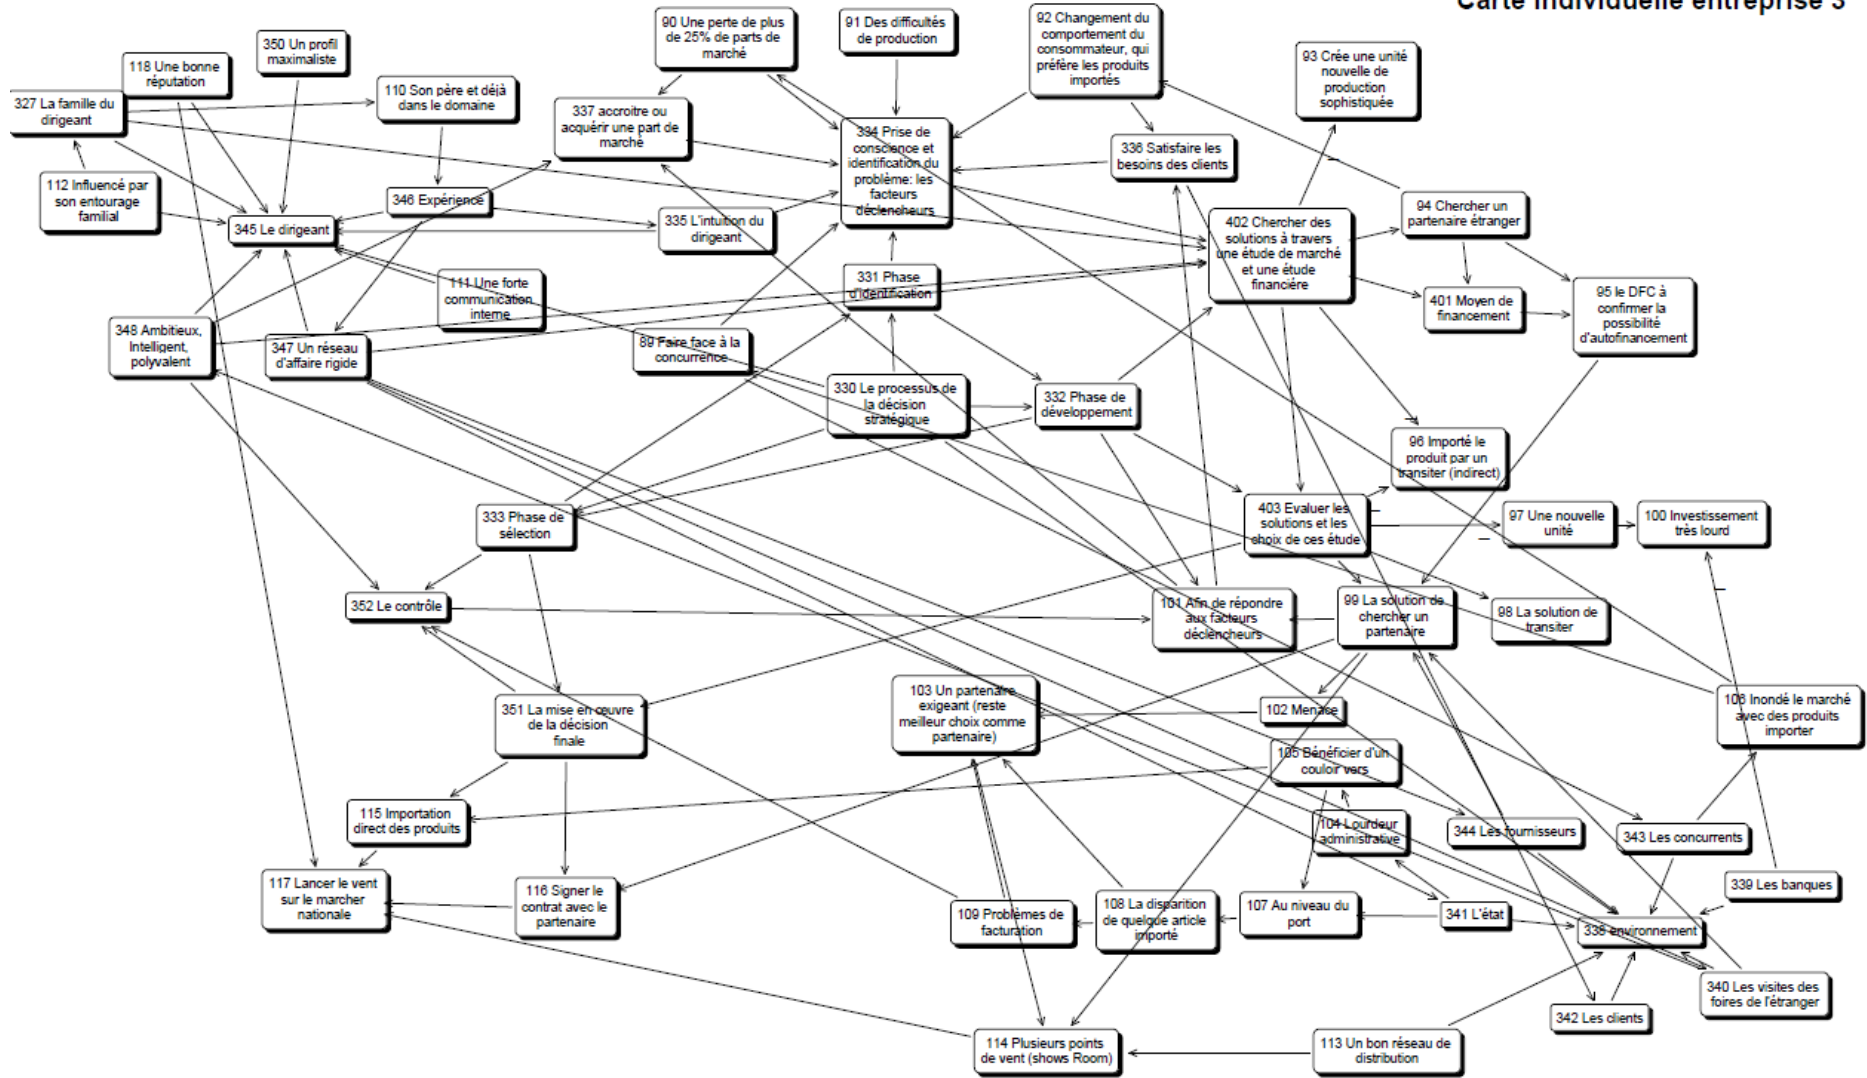 Carte individuelle entreprise 3
90 Une perte de plus
de 25% de parts de
marché
91 Des difficultés
de production
92 Changement du
comportement du
consommateur, qui
préfère les produits
importés
93 Crée une unité
nouvelle de
production
sophistiquée
350 Un profil
maximaliste
118 Une bonne
réputation
327 La famille du
dirigeant
110 Son père et déjà
dans le domaine
337 accroitre ou
acquérir une part de
marché
334 Prise de
conscience et
identification du
problème: les
facteurs
déclencheurs
336 Satisfaire les
besoins des clients
112 Influencé par
son entourage
familial
346 Expérience
345 Le dirigeant
335 L'intuition du
dirigeant
402 Chercher des
solutions à travers
une étude de marché
et une étude
financière
94 Chercher un
partenaire étranger
331 Phase
d'identification
111 Une forte
communication
interne
401 Moyen de
financement
95 le DFC à
confirmer la
possibilité
d'autofinancement
348 Ambitieux,
Intelligent,
polyvalent
347 Un réseau
d'affaire rigide
89 Faire face à la
concurrence
330 Le processus de
la décision
stratégique
332 Phase de
développement
96 Importé le
produit par un
transiter (indirect)
333 Phase de
sélection
403 Evaluer les
solutions et les
choix de ces étude
97 Une nouvelle
unité
100 Investissement
très lourd
352 Le contrôle
101 Afin de répondre
aux facteurs
déclencheurs
99 La solution de
chercher un
partenaire
98 La solution de
transiter
351 La mise en œuvre
de la décision
finale
103 Un partenaire
exigeant (reste
meilleur choix comme
partenaire)
102 Menace
106 Inondé le marché
avec des produits
importer
105 Bénéficier d'un
couloir vers
115 Importation
direct des produits
104 Lourdeur
administrative
344 Les fournisseurs
343 Les concurrents
117 Lancer le vent
sur le marcher
nationale
116 Signer le
contrat avec le
partenaire
109 Problèmes de
facturation
108 La disparition
de quelque article
importé
107 Au niveau du
port
341 L'état
339 Les banques
338 environnement
340 Les visites des
foires de l'étranger
342 Les clients
114 Plusieurs points
de vent (shows Room)
113 Un bon réseau de
distribution